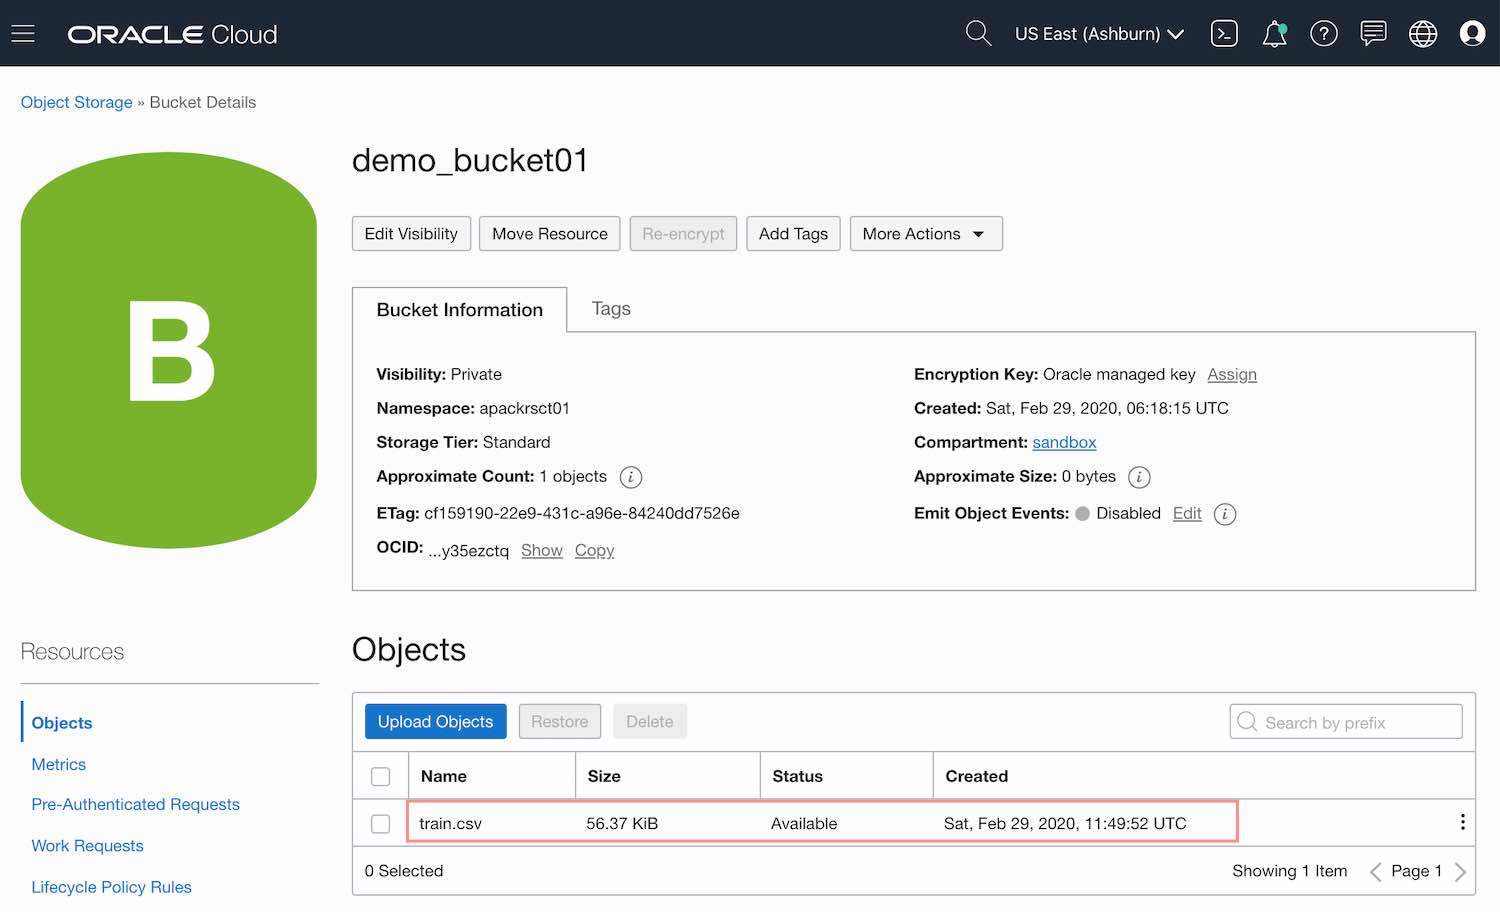 ORACLE Cloud
US East (Ashburn)
Object Storage » Bucket Details
B
demo_bucket01
Edit Visibility Move Resource Re-encrypt Add Tags More Actions
Bucket Information Tags
Visibility: Private
Namespace: apackrsct01
Storage Tier: Standard
Approximate Count: 1 objects i
ETag: cf159190-22e9-431c-a96e-84240dd7526e
OCID: ...y35ezctq Show Copy
Encryption Key: Oracle managed key Assign
Created: Sat, Feb 29, 2020, 06:18:15 UTC
Compartment: sandbox
Approximate Size: 0 bytes i
Emit Object Events: Disabled Edit i
Resources
Objects
Metrics
Pre-Authenticated Requests
Work Requests
Lifecycle Policy Rules
Objects
Upload Objects Restore Delete Search by prefix
Name Size Status Created
train.csv 56.37 KiB Available Sat, Feb 29, 2020, 11:49:52 UTC
0 Selected Showing 1 Item < Page 1 >